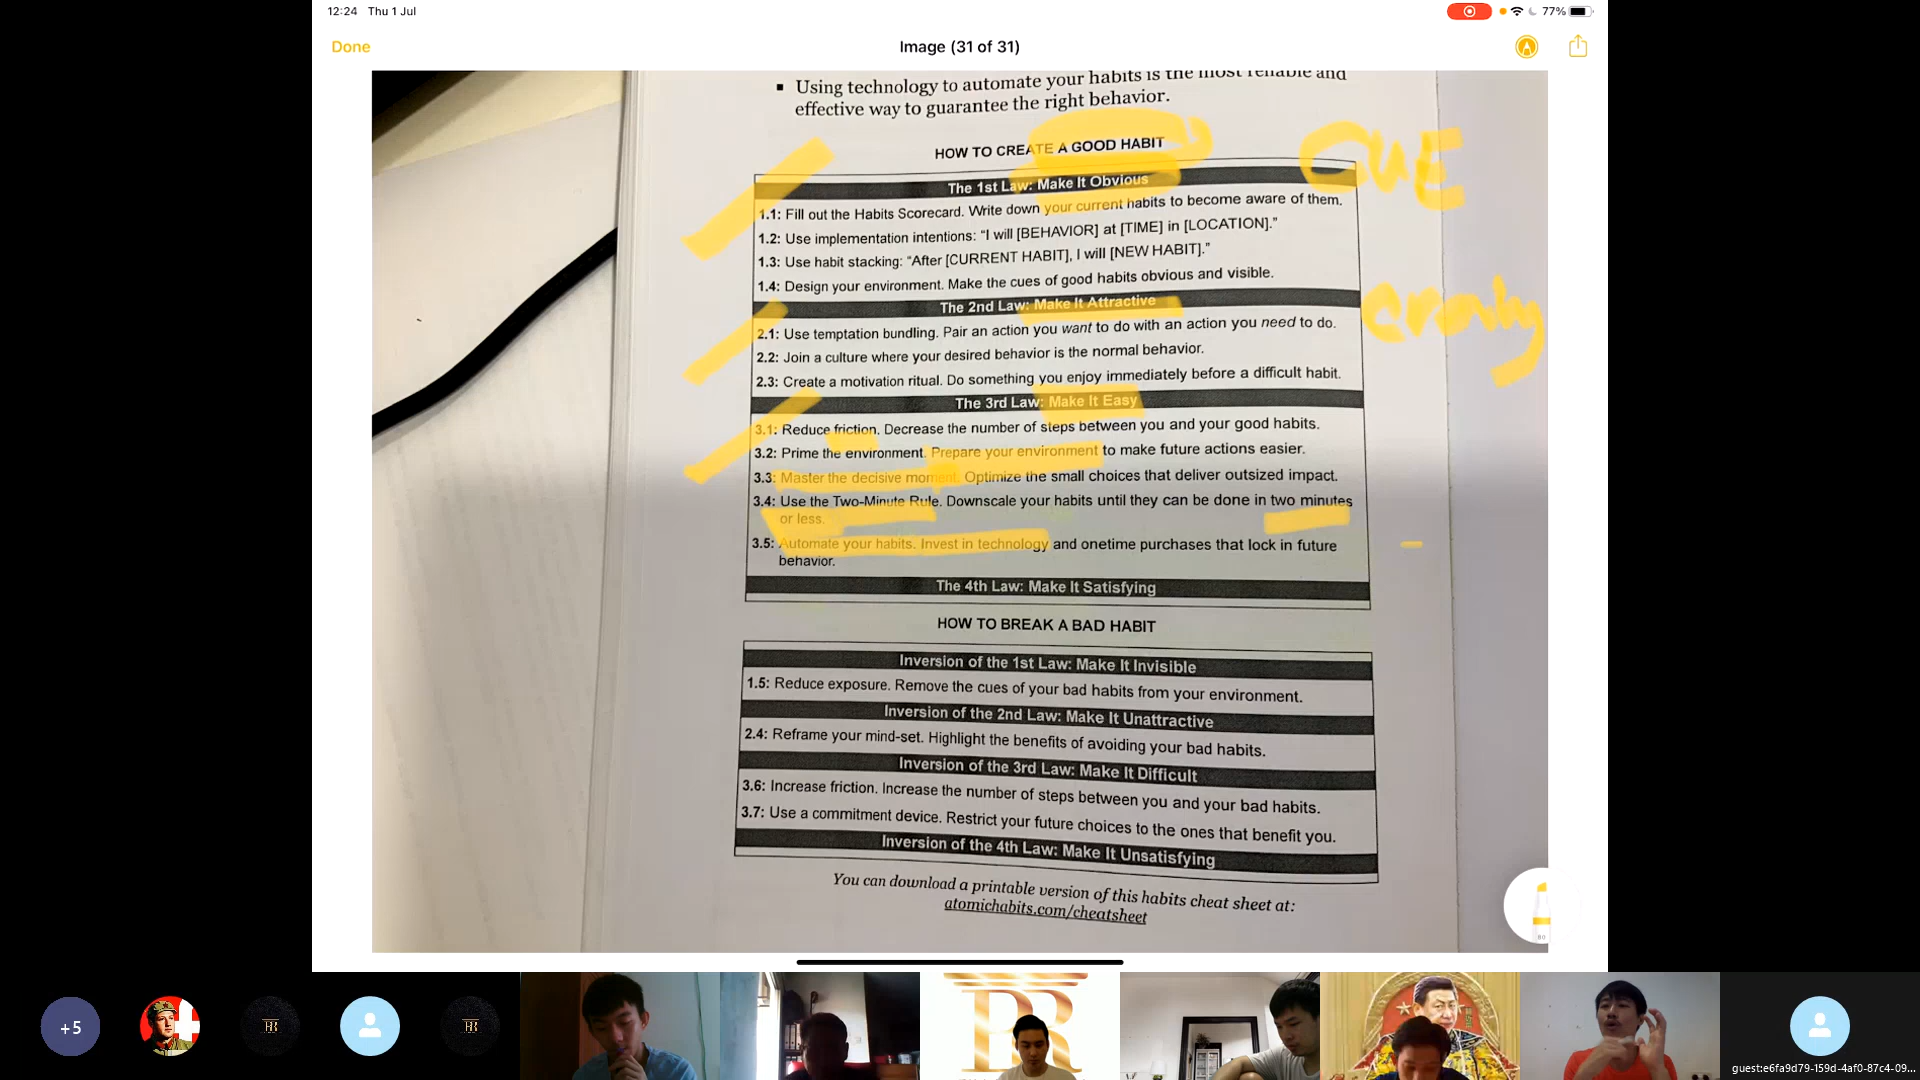 12:24 Thu 1 Jul
77%
Done
Image (31 of 31)
▪ Using technology to automate your habits is the most reliable and
effective way to guarantee the right behavior.
HOW TO CREATE A GOOD HABIT
CUE
The 1st Law: Make It Obvious
1.1: Fill out the Habits Scorecard. Write down your current habits to become aware of them.
1.2: Use implementation intentions: “I will [BEHAVIOR] at [TIME] in [LOCATION].”
1.3: Use habit stacking: “After [CURRENT HABIT], I will [NEW HABIT].”
1.4: Design your environment. Make the cues of good habits obvious and visible.
The 2nd Law: Make It Attractive
2.1: Use temptation bundling. Pair an action you want to do with an action you need to do.
2.2: Join a culture where your desired behavior is the normal behavior.
2.3: Create a motivation ritual. Do something you enjoy immediately before a difficult habit.
The 3rd Law: Make It Easy
3.1: Reduce friction. Decrease the number of steps between you and your good habits.
3.2: Prime the environment. Prepare your environment to make future actions easier.
3.3: Master the decisive moment. Optimize the small choices that deliver outsized impact.
3.4: Use the Two-Minute Rule. Downscale your habits until they can be done in two minutes
or less.
3.5: Automate your habits. Invest in technology and onetime purchases that lock in future
behavior.
The 4th Law: Make It Satisfying
HOW TO BREAK A BAD HABIT
Inversion of the 1st Law: Make It Invisible
1.5: Reduce exposure. Remove the cues of your bad habits from your environment.
Inversion of the 2nd Law: Make It Unattractive
2.4: Reframe your mind-set. Highlight the benefits of avoiding your bad habits.
Inversion of the 3rd Law: Make It Difficult
3.6: Increase friction. Increase the number of steps between you and your bad habits.
3.7: Use a commitment device. Restrict your future choices to the ones that benefit you.
Inversion of the 4th Law: Make It Unsatisfying
You can download a printable version of this habits cheat sheet at:
atomichabits.com/cheatsheet
80
+5
guest:e6fa9d79-159d-4af0-87c4-09...